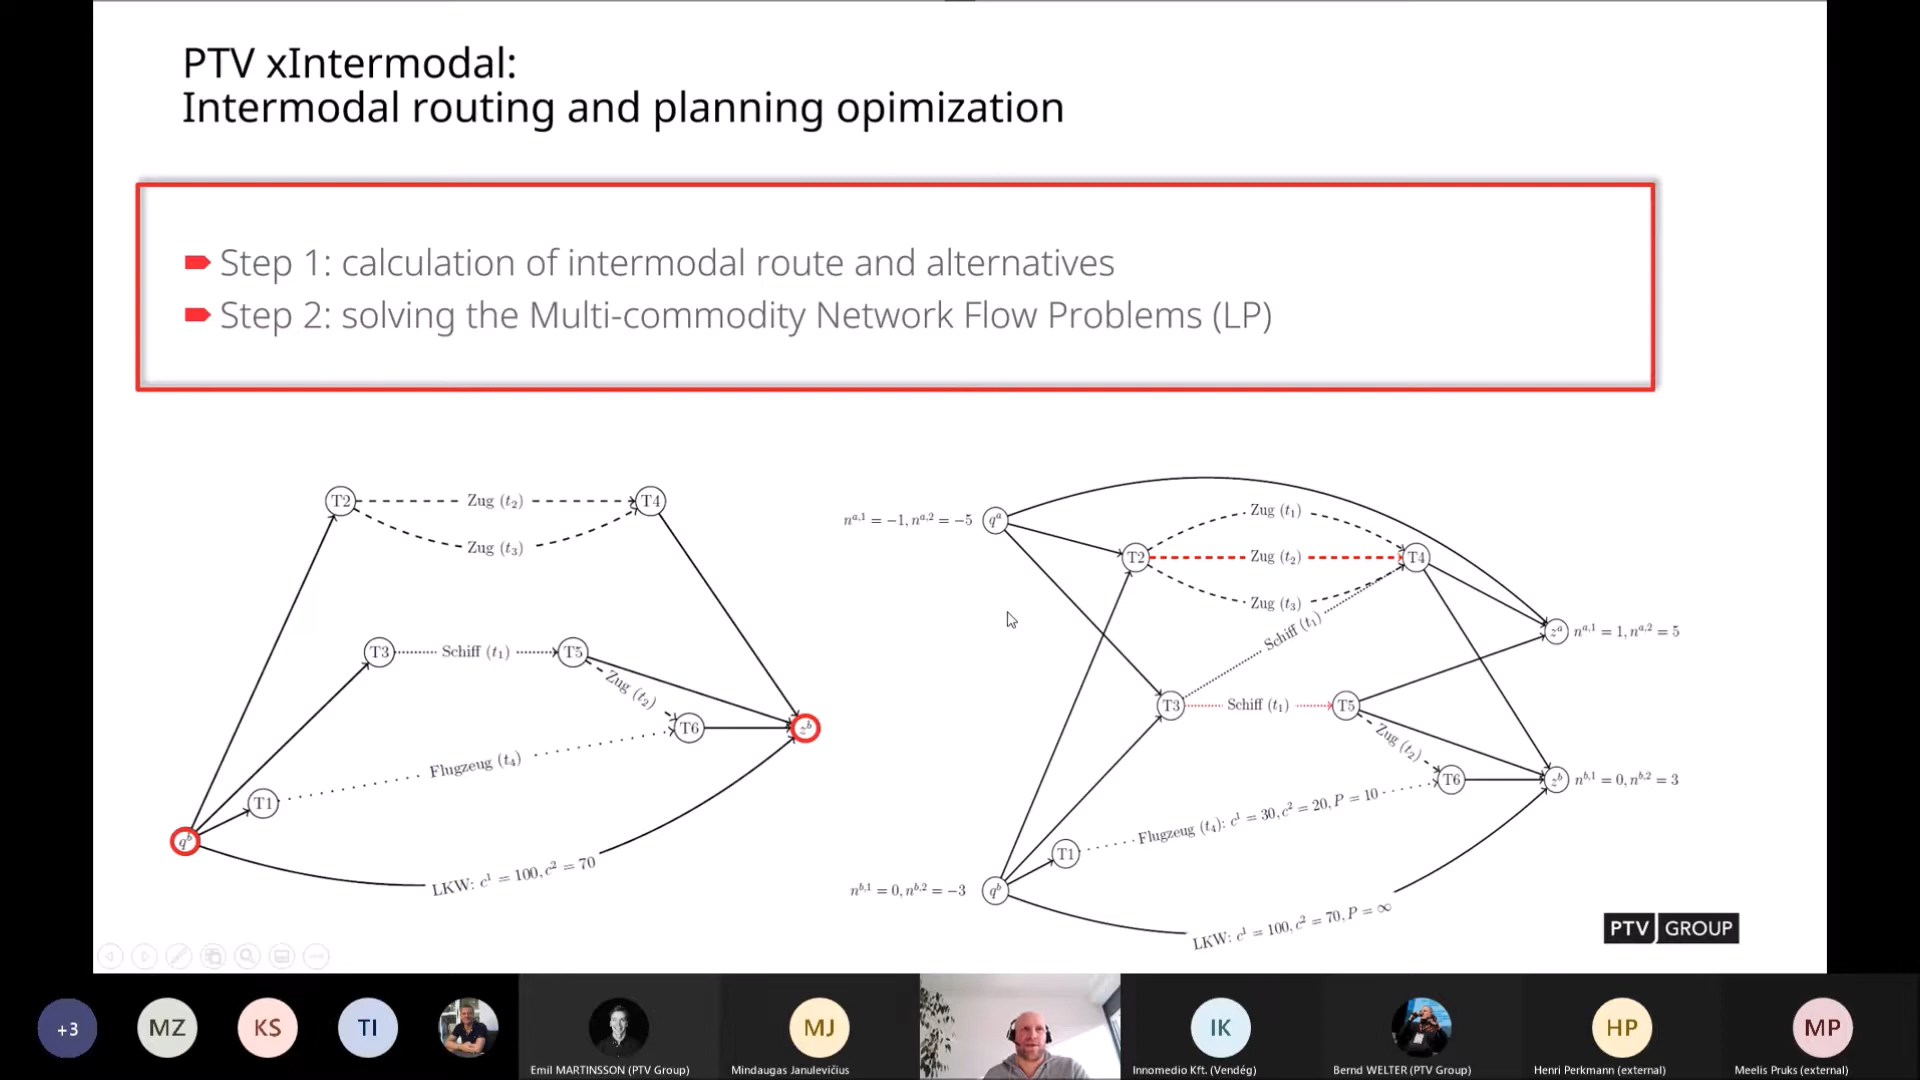 PTV xIntermodal:
Intermodal routing and planning opimization
Step 1: calculation of intermodal route and alternatives
Step 2: solving the Multi-commodity Network Flow Problems (LP)
T2
Zug (t₂)
T4
Zug (t₃)
T3
Schiff (t₁)
T5
Zug (t₂)
T6
zᵇ
Flugzeug (t₄)
T1
qᵇ
LKW: c¹ = 100, c² = 70
nᵃ,¹ = −1, nᵃ,² = −5
qᵃ
Zug (t₁)
T2
Zug (t₂)
T4
Zug (t₃)
Schiff (t₁)
zᵃ
nᵃ,¹ = 1, nᵃ,² = 5
T3
Schiff (t₁)
T5
Zug (t₂)
T6
zᵇ
nᵇ,¹ = 0, nᵇ,² = 3
Flugzeug (t₄): c¹ = 30, c² = 20, P = 10
T1
nᵇ,¹ = 0, nᵇ,² = −3
qᵇ
LKW: c¹ = 100, c² = 70, P = ∞
PTV GROUP
+3
MZ
KS
TI
MJ
IK
HP
MP
Emil MARTINSSON (PTV Group)
Mindaugas Janulevičius
Innomedio Kft. (Vendég)
Bernd WELTER (PTV Group)
Henri Perkmann (external)
Meelis Pruks (external)